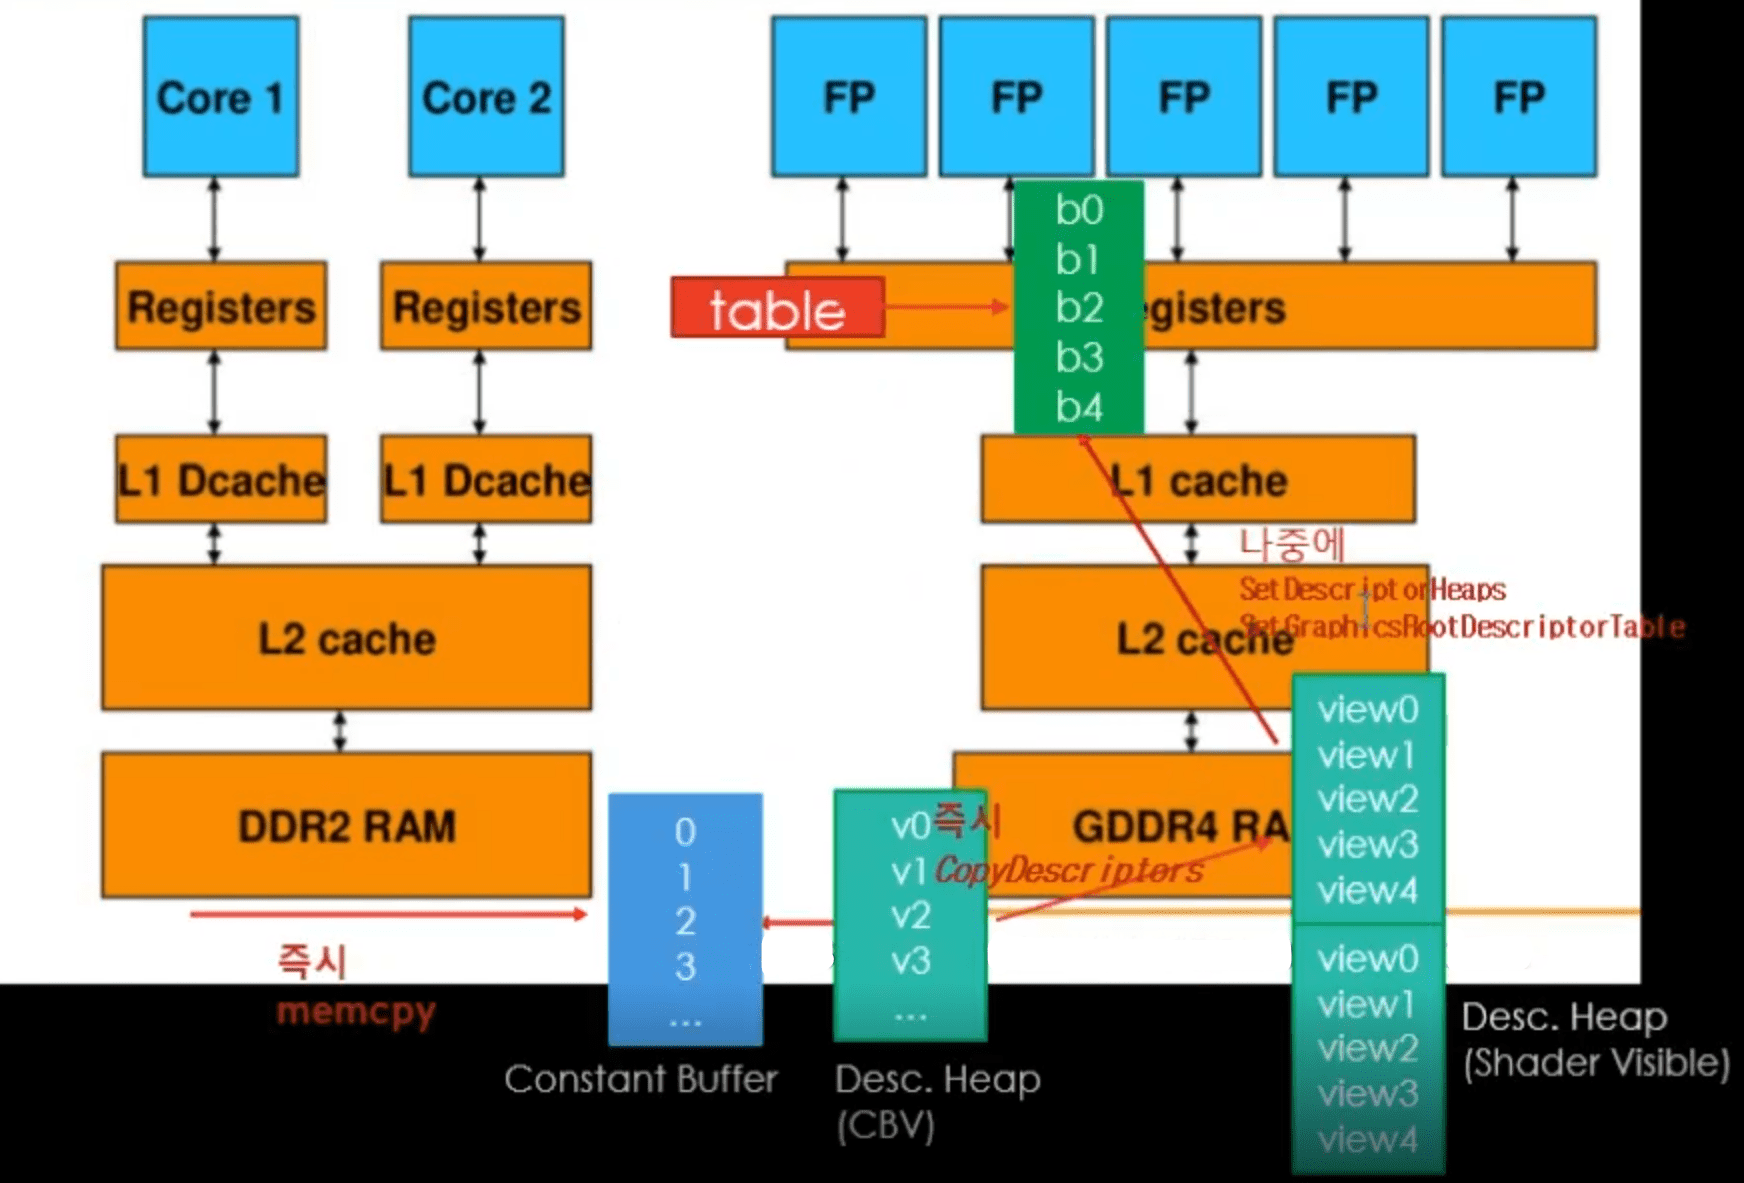 Core 1
Core 2
FP
FP
FP
FP
FP
b0
b1
b2
b3
b4
Registers
Registers
table
egisters
L1 Dcache
L1 Dcache
L1 cache
나중에
SetDescriptorHeaps
SetGraphicsRootDescriptorTable
L2 cache
L2 cache
view0
view1
view2
view3
view4
DDR2 RAM
0
1
2
3
...
v0
v1
v2
v3
...
즉시
CopyDescriptors
GDDR4 RA
즉시
memcpy
view0
view1
view2
view3
view4
Constant Buffer
Desc. Heap
(CBV)
Desc. Heap
(Shader Visible)